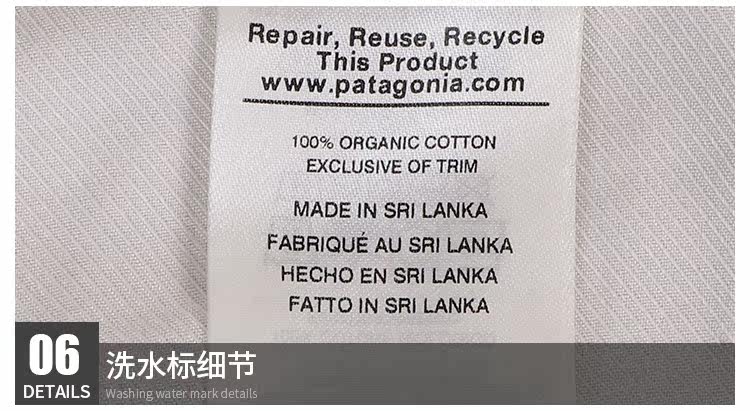 Repair, Reuse, Recycle
This Product
www.patagonia.com
100% ORGANIC COTTON
EXCLUSIVE OF TRIM
MADE IN SRI LANKA
FABRIQUÉ AU SRI LANKA
HECHO EN SRI LANKA
FATTO IN SRI LANKA
06
DETAILS
洗水标细节
Washing water mark details